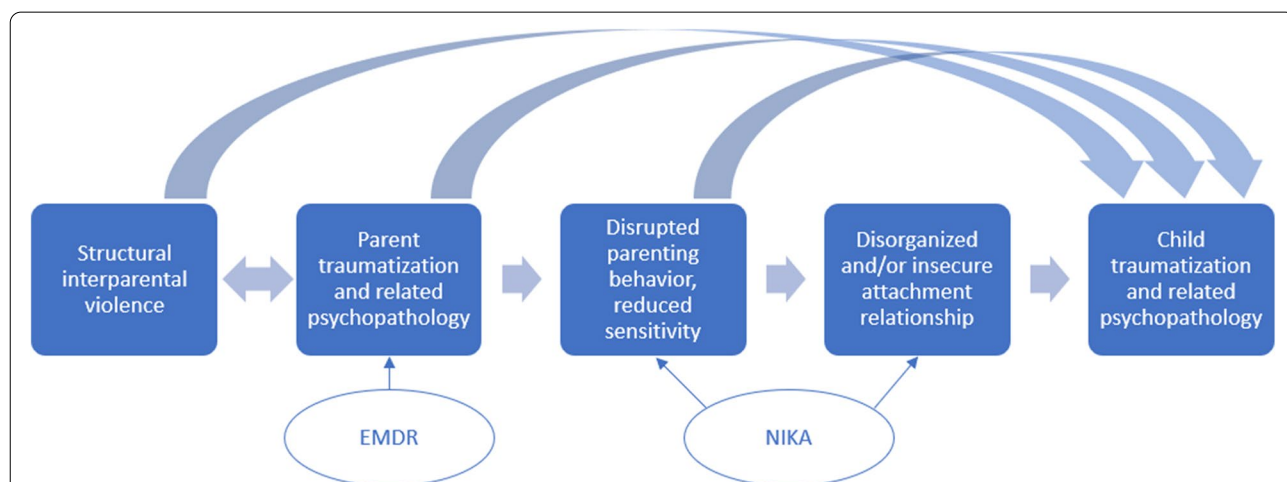 Structural
interparental
violence
Parent
traumatization
and related
psychopathology
Disrupted
parenting
behavior,
reduced
sensitivity
Disorganized
and/or insecure
attachment
relationship
Child
traumatization
and related
psychopathology
EMDR
NIKA